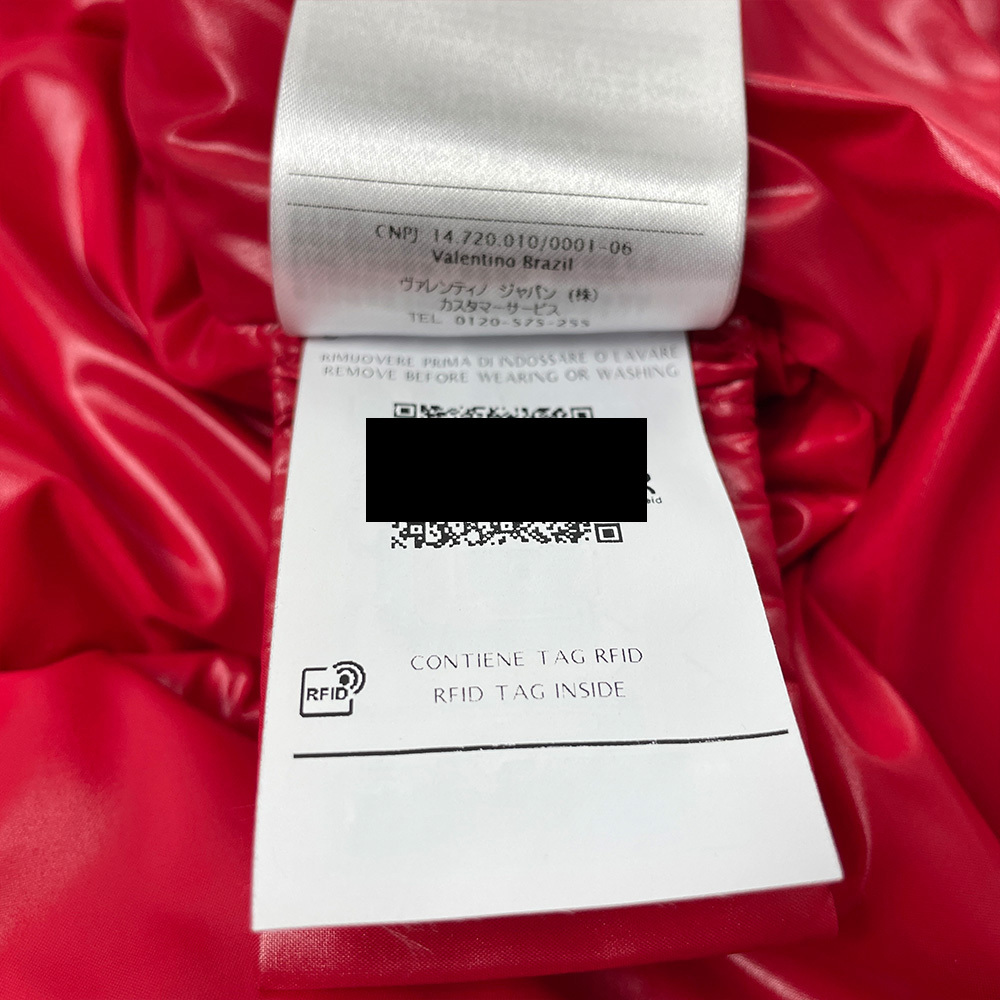 CNPJ 14.720.010/0001-06
Valentino Brazil
ヴァレンティノ ジャパン (株)
カスタマーサービス
TEL 0120-575-255
RIMUOVERE PRIMA DI INDOSSARE O LAVARE
REMOVE BEFORE WEARING OR WASHING
RFID
CONTIENE TAG RFID
RFID TAG INSIDE